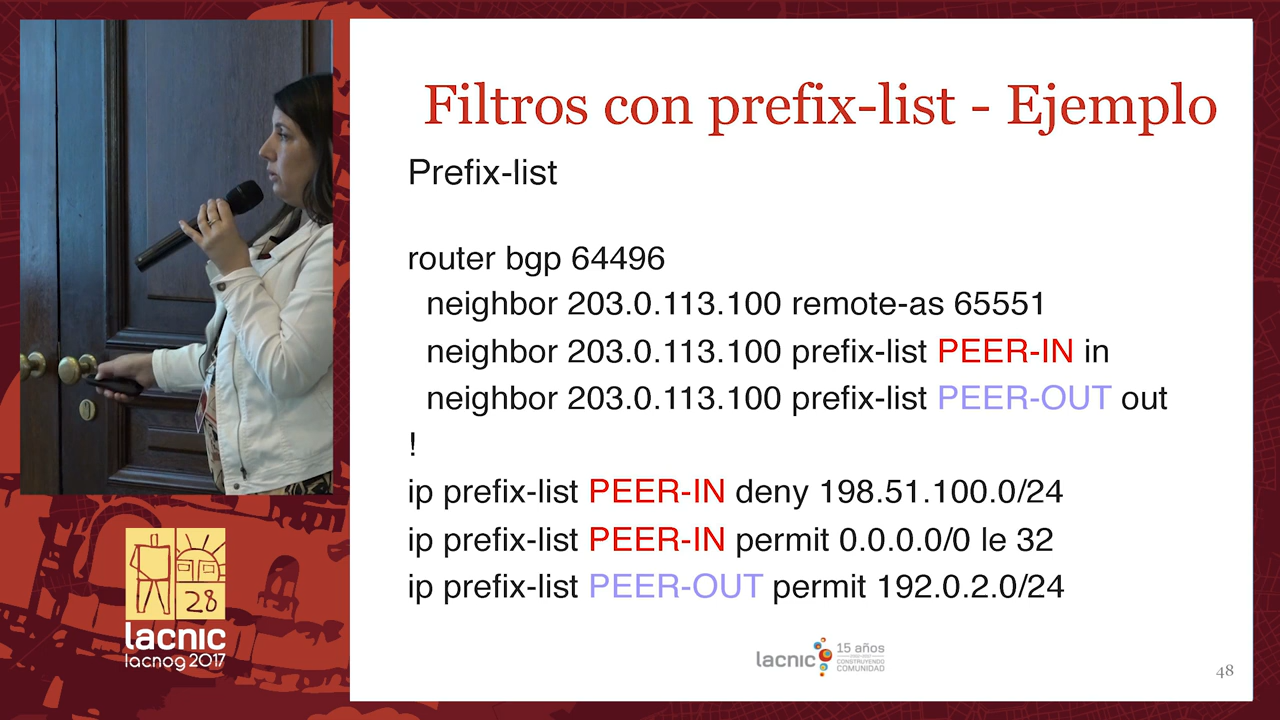 Filtros con prefix-list - Ejemplo
Prefix-list
router bgp 64496
neighbor 203.0.113.100 remote-as 65551
neighbor 203.0.113.100 prefix-list PEER-IN in
neighbor 203.0.113.100 prefix-list PEER-OUT out
!
ip prefix-list PEER-IN deny 198.51.100.0/24
ip prefix-list PEER-IN permit 0.0.0.0/0 le 32
ip prefix-list PEER-OUT permit 192.0.2.0/24
28
lacnic
lacnog 2017
lacnic
15 años
CONSTRUYENDO
COMUNIDAD
48